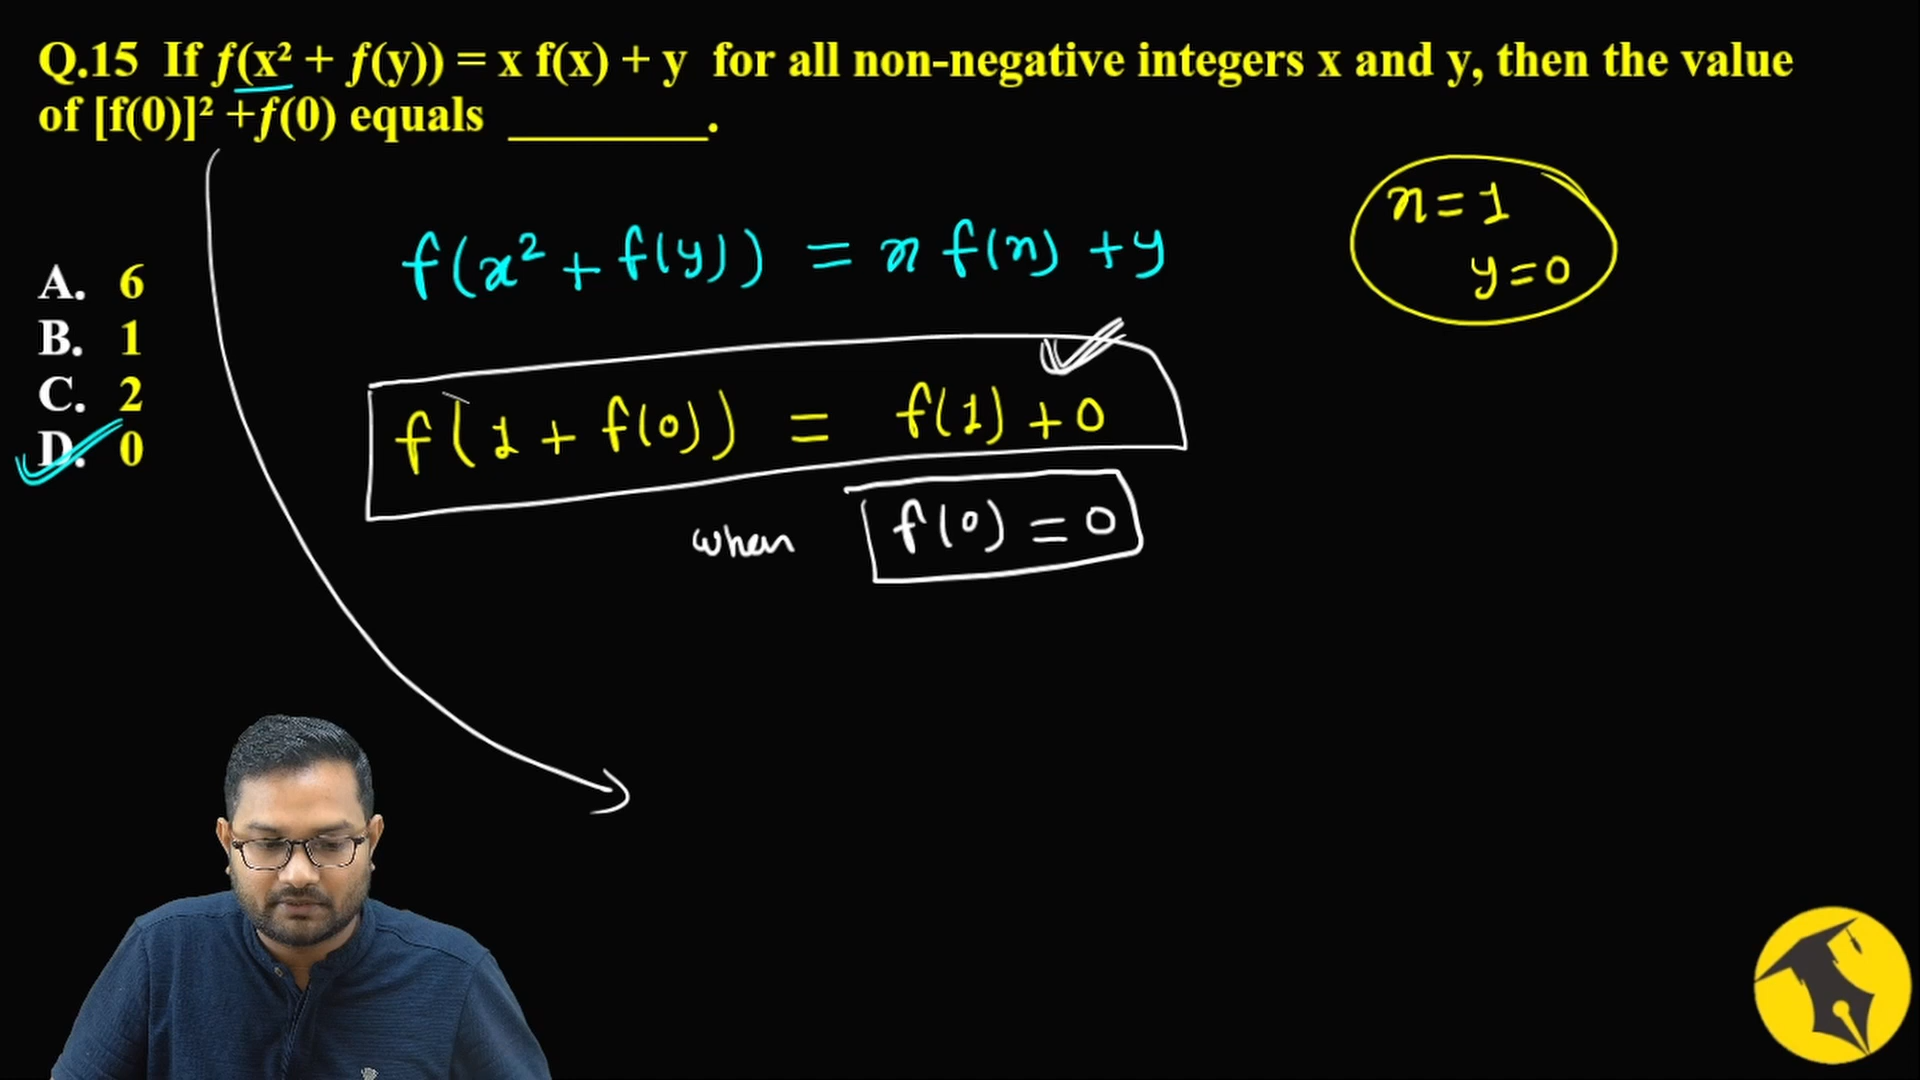 Q.15 If f(x² + f(y)) = x f(x) + y for all non-negative integers x and y, then the value
of [f(0)]² +f(0) equals ________.
A. 6
B. 1
C. 2
D. 0
f(x² + f(y)) = x f(x) + y
x = 1
y = 0
f(1 + f(0)) = f(1) + 0
when f(0) = 0